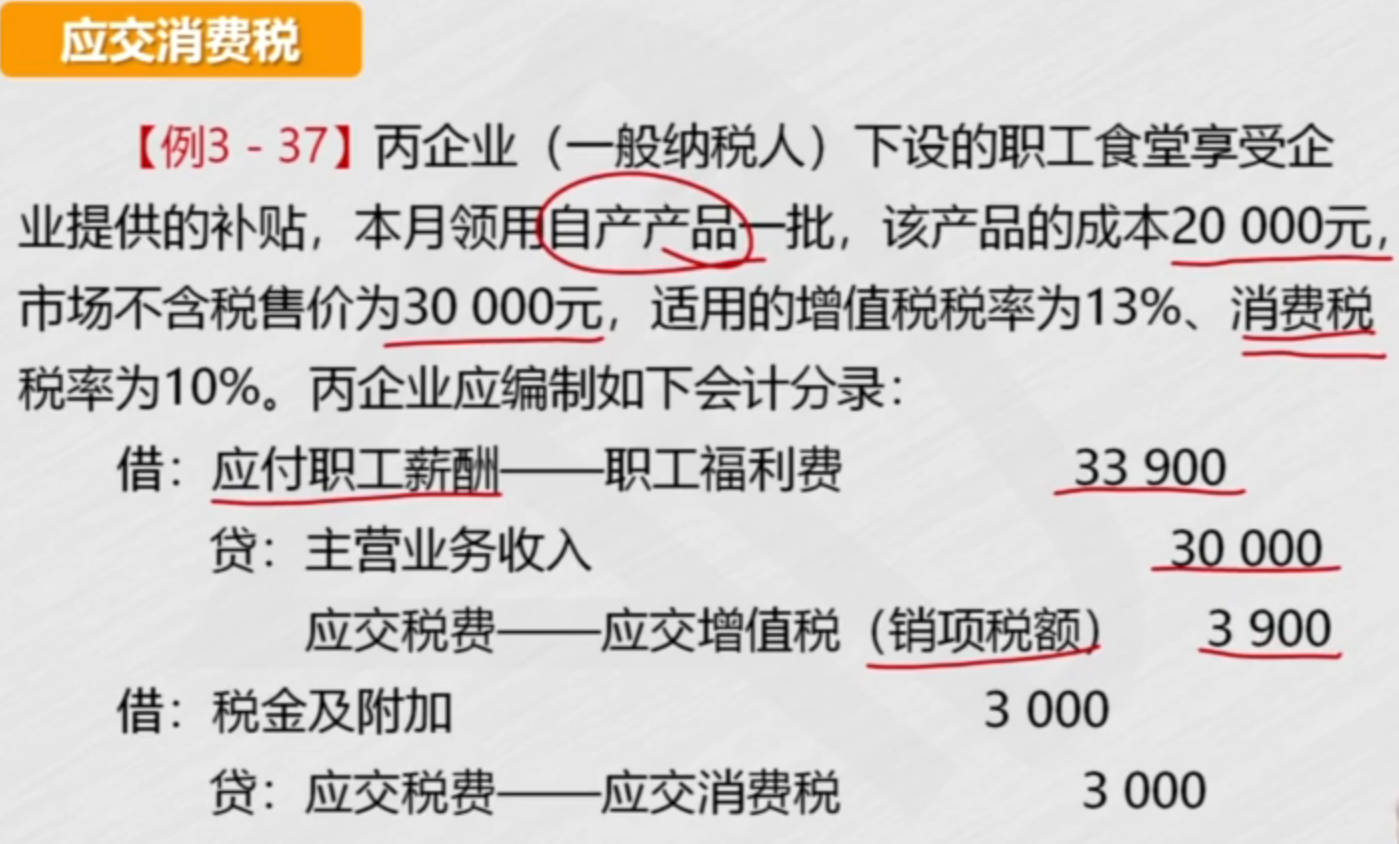 应交消费税
【例3-37】丙企业（一般纳税人）下设的职工食堂享受企
业提供的补贴，本月领用自产产品一批，该产品的成本20 000元，
市场不含税售价为30 000元，适用的增值税税率为13%、消费税
税率为10%。丙企业应编制如下会计分录：
借：应付职工薪酬——职工福利费 33 900
贷：主营业务收入 30 000
应交税费——应交增值税（销项税额） 3 900
借：税金及附加 3 000
贷：应交税费——应交消费税 3 000